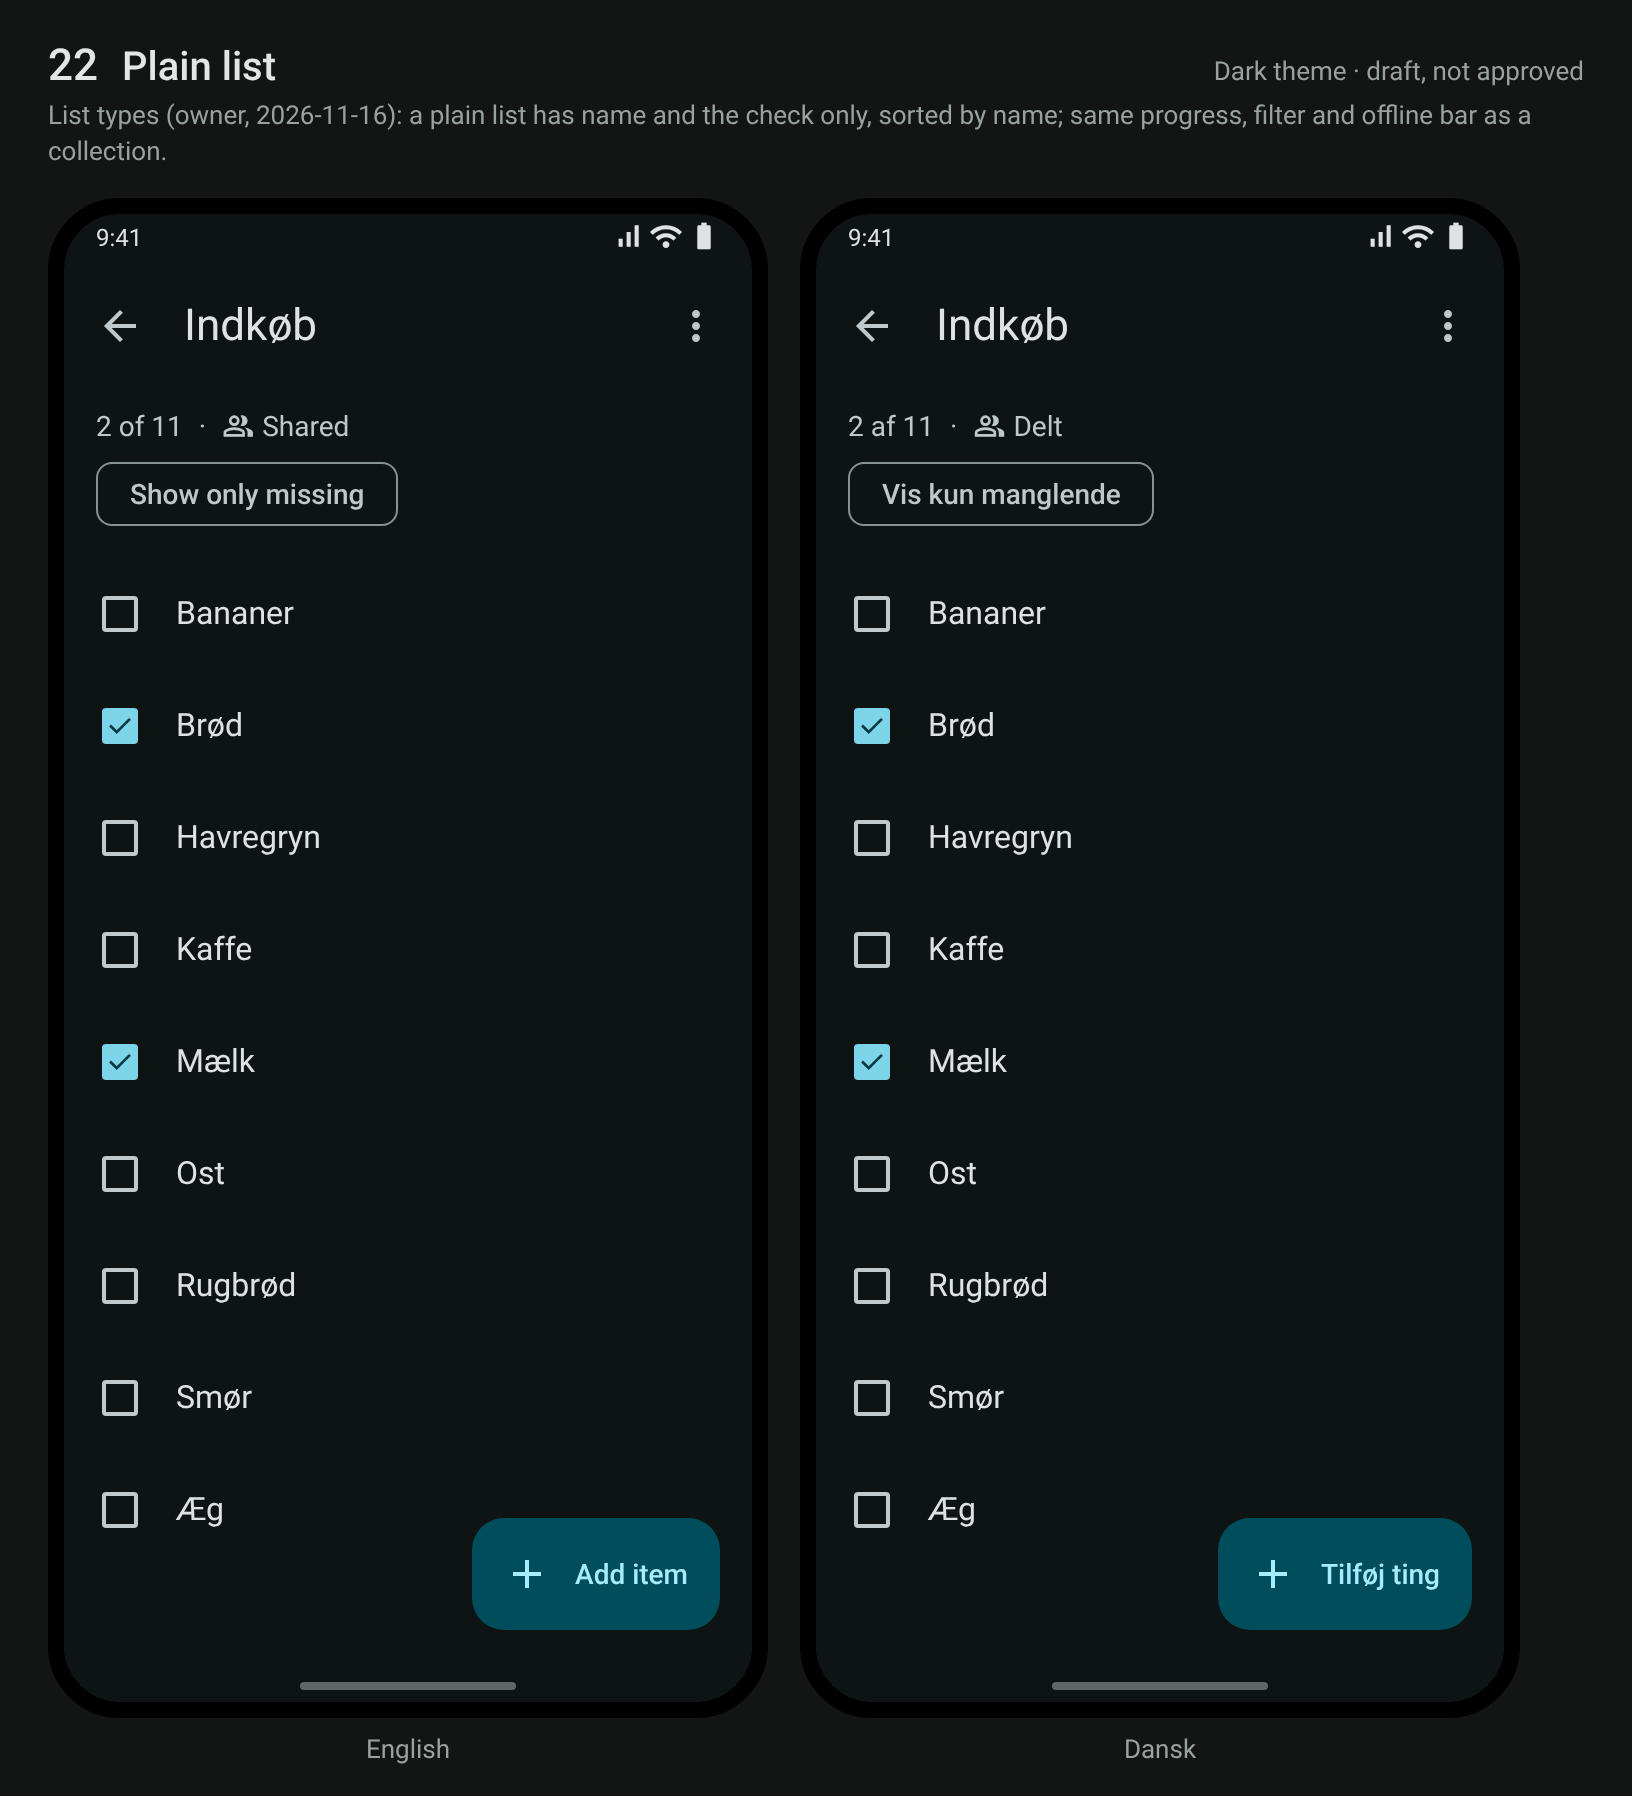 22 Plain list
Dark theme · draft, not approved
List types (owner, 2026-11-16): a plain list has name and the check only, sorted by name; same progress, filter and offline bar as a
collection.
9:41
Indkøb
2 of 11 · Shared
Show only missing
Bananer
Brød
Havregryn
Kaffe
Mælk
Ost
Rugbrød
Smør
Æg
Add item
English
9:41
Indkøb
2 af 11 · Delt
Vis kun manglende
Bananer
Brød
Havregryn
Kaffe
Mælk
Ost
Rugbrød
Smør
Æg
Tilføj ting
Dansk